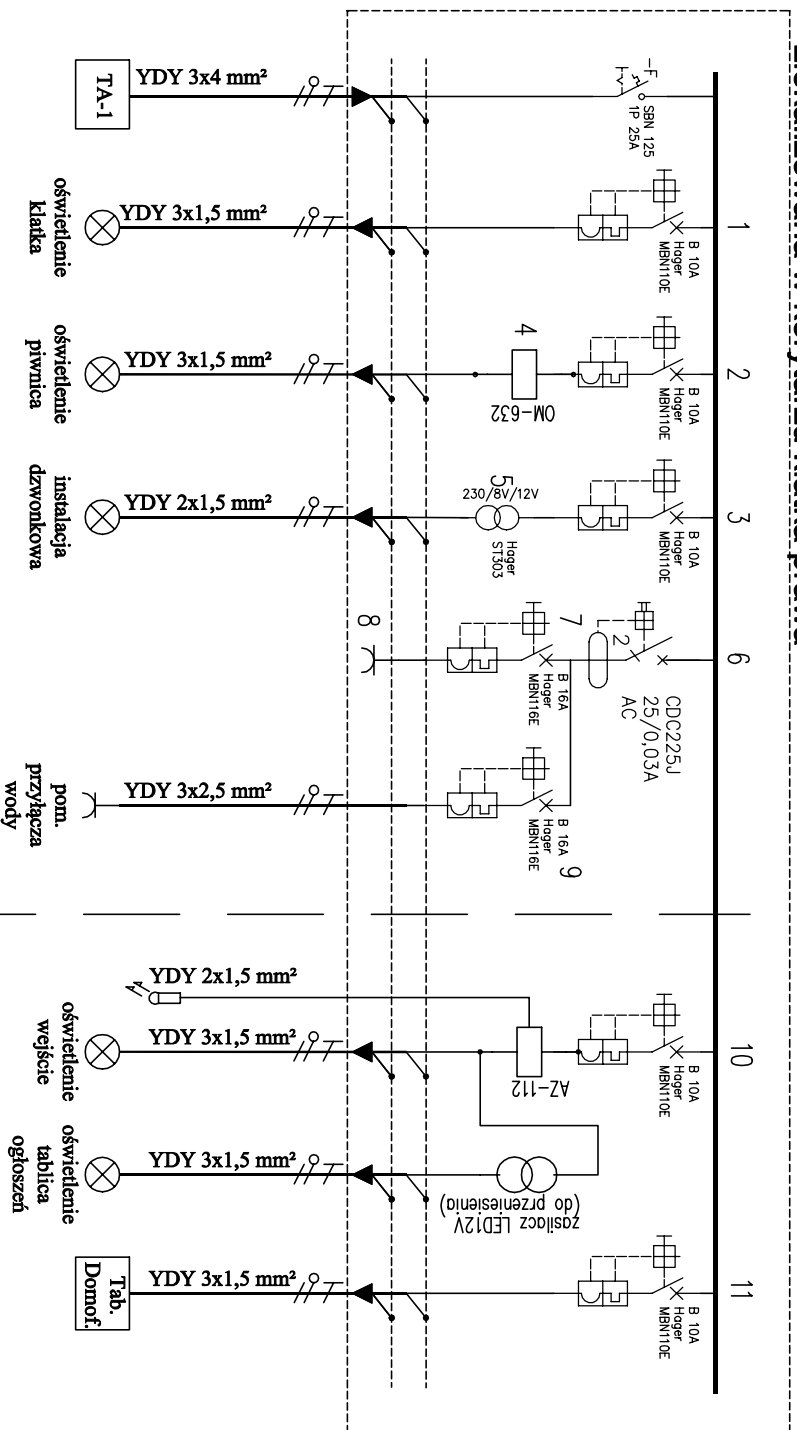 -F
SBN 125
1P 25A
YDY 3x4 mm²
TA-1
1
B 10A
Hager
MBN110E
YDY 3x1,5 mm²
oświetlenie
klatka
2
B 10A
Hager
MBN110E
4
OM-632
YDY 3x1,5 mm²
oświetlenie
piwnica
3
B 10A
Hager
MBN110E
5
230/8V/12V
Hager
ST303
YDY 2x1,5 mm²
instalacja
dzwonkowa
6
CDC225J
25/0,03A
AC
2
7
B 16A
Hager
MBN116E
8
B 16A
Hager
MBN116E
9
YDY 3x2,5 mm²
pom.
przyłącza
wody
10
B 10A
Hager
MBN110E
AZ-112
YDY 2x1,5 mm²
YDY 3x1,5 mm²
oświetlenie
wejście
zasilacz LED12V
(do przeniesienia)
YDY 3x1,5 mm²
oświetlenie
tablica
ogłoszeń
11
B 10A
Hager
MBN110E
YDY 3x1,5 mm²
Tab.
Domof.